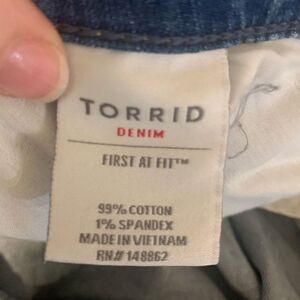 TORRID
DENIM
FIRST AT FIT™
99% COTTON
1% SPANDEX
MADE IN VIETNAM
RN# 148862